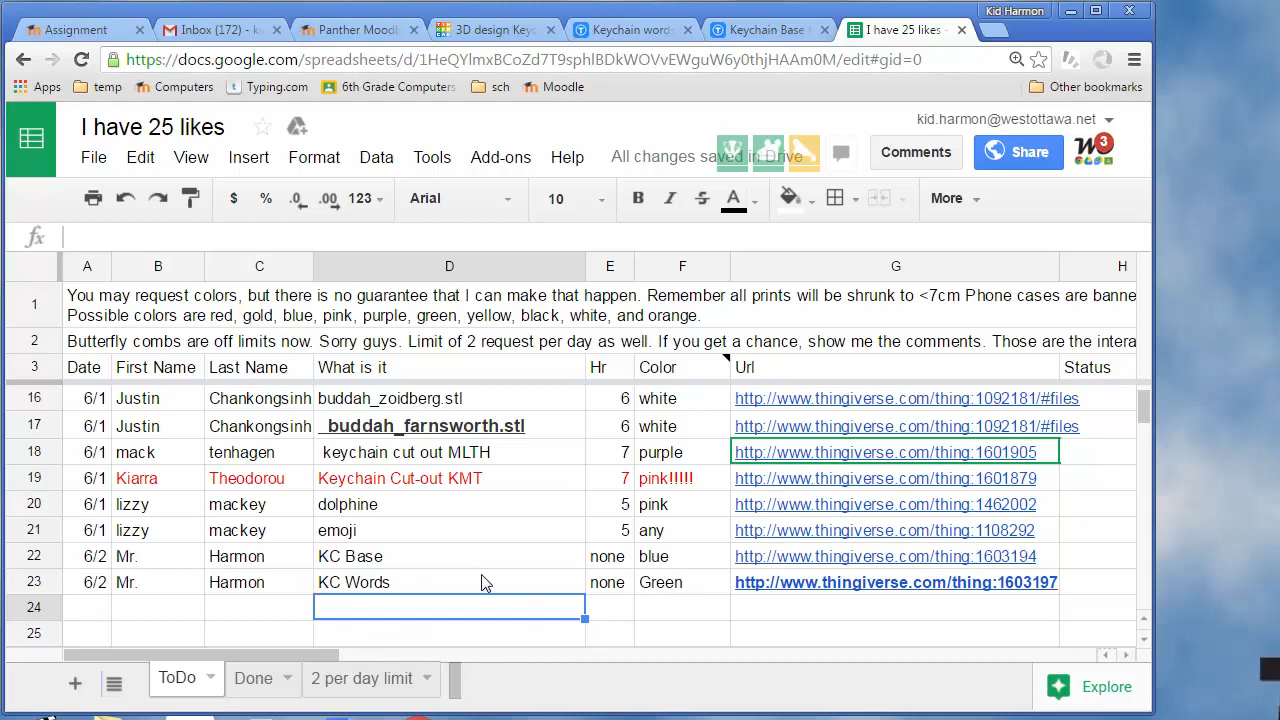 Kid Harmon
Assignment
Inbox (172) - k
Panther Moodl
3D design Key
Keychain word
Keychain Base
I have 25 likes -
https://docs.google.com/spreadsheets/d/1HeQYlmxBCoZd7T9sphlBDkWOVvEWguW6y0thjHAAm0M/edit#gid=0
Apps temp Computers Typing.com 6th Grade Computers sch Moodle Other bookmarks
I have 25 likes
kid.harmon@westottawa.net
File Edit View Insert Format Data Tools Add-ons Help All changes saved in Drive
Comments Share 3
$ % .0 .00 123 Arial 10 B I S A More
fx
A B C D E F G H
1 You may request colors, but there is no guarantee that I can make that happen. Remember all prints will be shrunk to <7cm Phone cases are banne
Possible colors are red, gold, blue, pink, purple, green, yellow, black, white, and orange.
2 Butterfly combs are off limits now. Sorry guys. Limit of 2 request per day as well. If you get a chance, show me the comments. Those are the intera
3 Date First Name Last Name What is it Hr Color Url Status
16 6/1 Justin Chankongsinh buddah_zoidberg.stl 6 white http://www.thingiverse.com/thing:1092181/#files
17 6/1 Justin Chankongsinh buddah_farnsworth.stl 6 white http://www.thingiverse.com/thing:1092181/#files
18 6/1 mack tenhagen keychain cut out MLTH 7 purple http://www.thingiverse.com/thing:1601905
19 6/1 Kiarra Theodorou Keychain Cut-out KMT 7 pink!!!!! http://www.thingiverse.com/thing:1601879
20 6/1 lizzy mackey dolphine 5 pink http://www.thingiverse.com/thing:1462002
21 6/1 lizzy mackey emoji 5 any http://www.thingiverse.com/thing:1108292
22 6/2 Mr. Harmon KC Base none blue http://www.thingiverse.com/thing:1603194
23 6/2 Mr. Harmon KC Words none Green http://www.thingiverse.com/thing:1603197
24
25
ToDo Done 2 per day limit Explore